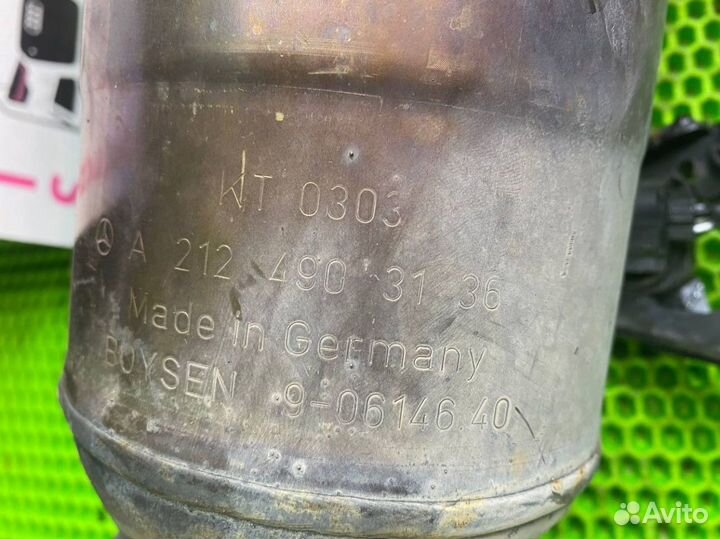 KT 0303
A 212 490 31 36
Made in Germany
BOYSEN 9-06146.40
Avito